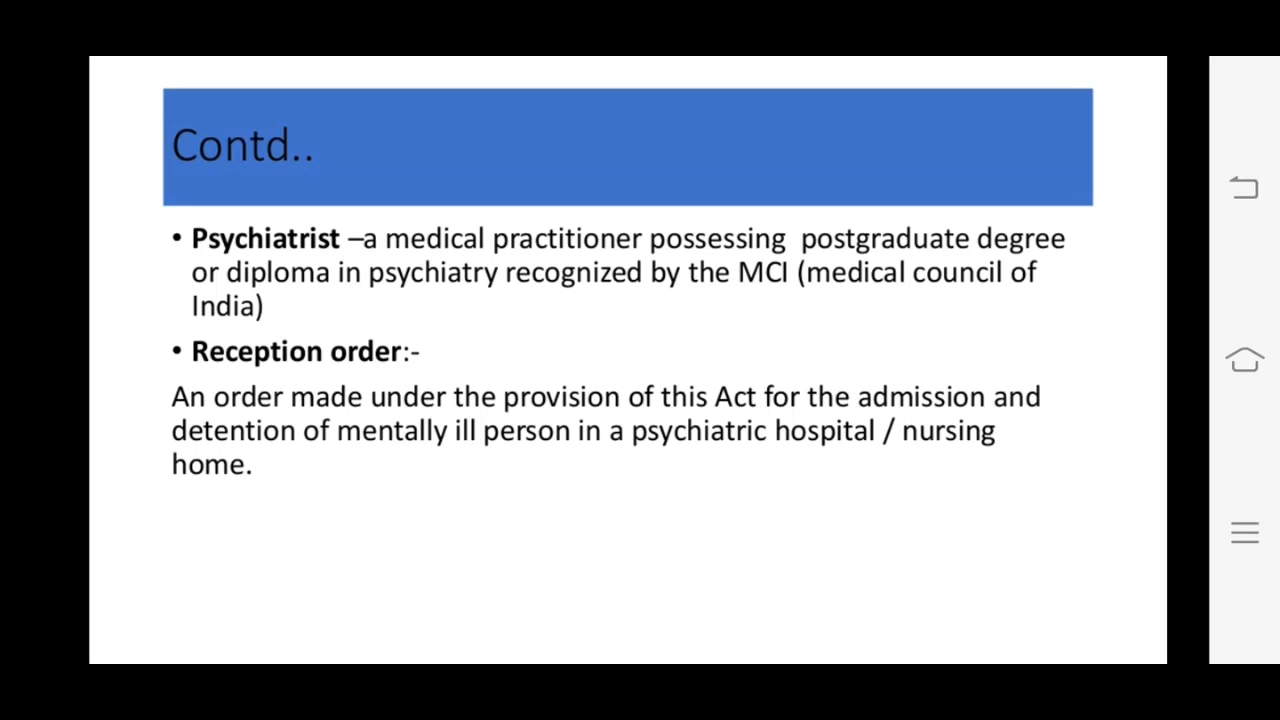 Contd..
• Psychiatrist –a medical practitioner possessing  postgraduate degree
or diploma in psychiatry recognized by the MCI (medical council of
India)
• Reception order:-
An order made under the provision of this Act for the admission and
detention of mentally ill person in a psychiatric hospital / nursing
home.